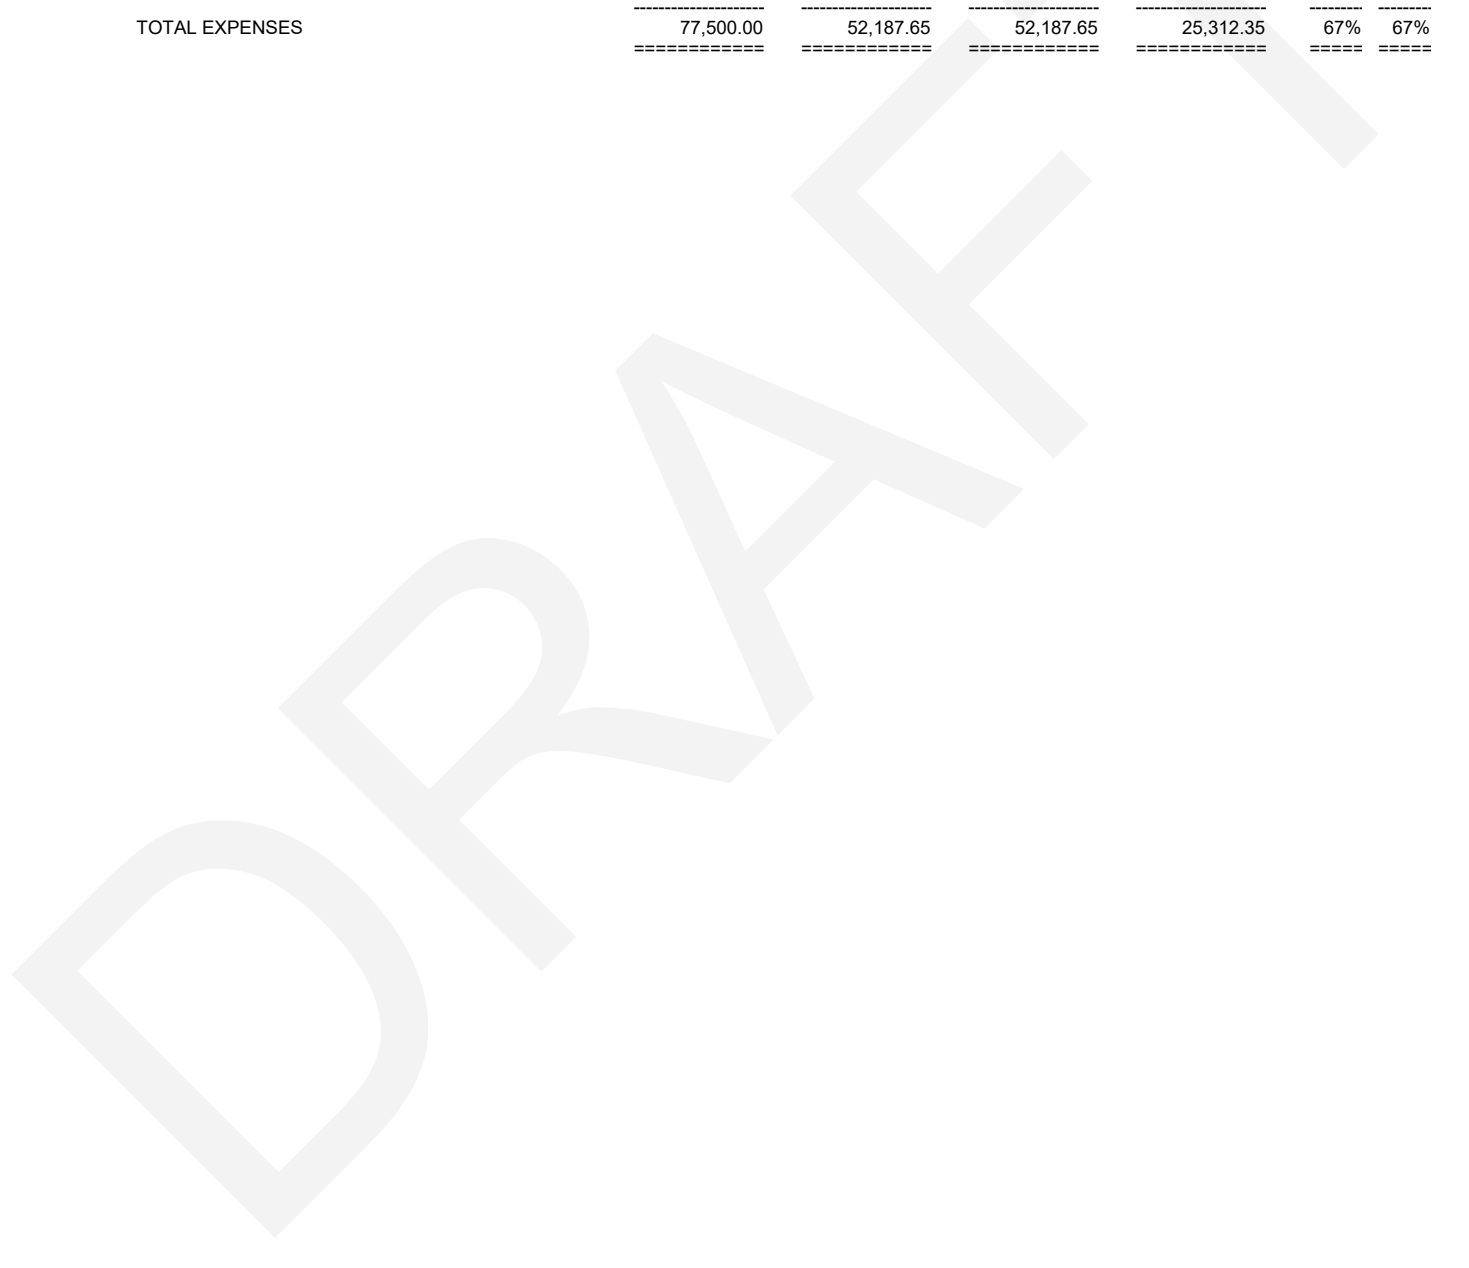 --------------------- --------------------- --------------------- --------------------- --------- ---------
TOTAL EXPENSES 77,500.00 52,187.65 52,187.65 25,312.35 67% 67%
============ ============ ============ ============ ===== =====
DRAFT